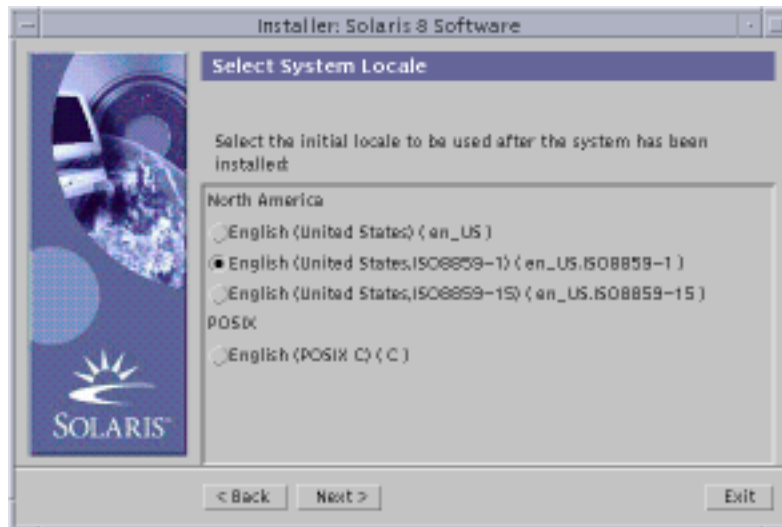 Installer: Solaris 8 Software
Select System Locale
Select the initial locale to be used after the system has been
installed:
North America
English (United States) ( en_US )
English (United States,ISO8859-1) ( en_US.ISO8859-1 )
English (United States,ISO8859-15) ( en_US.ISO8859-15 )
POSIX
English (POSIX C) ( C )
SOLARIS™
< Back
Next >
Exit